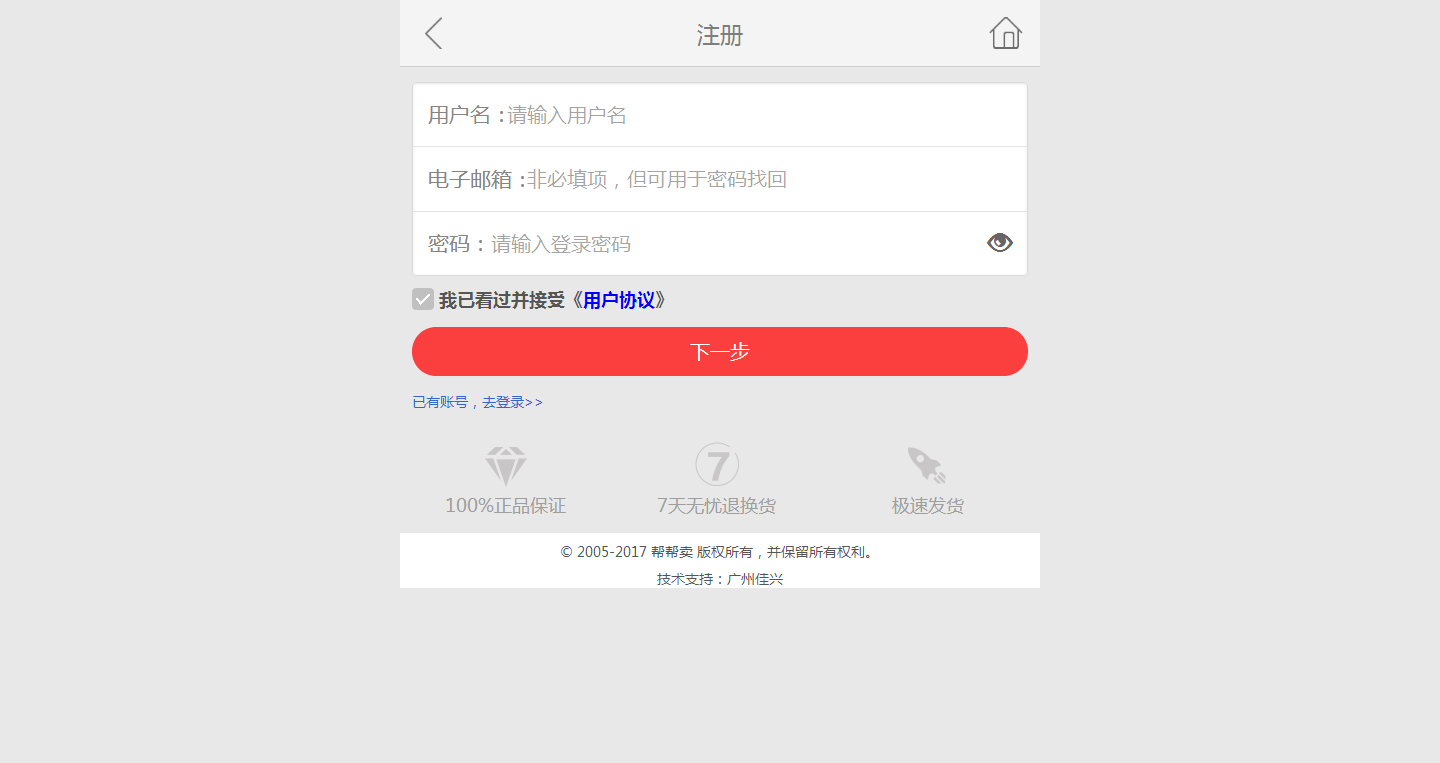 注册
用户名 :请输入用户名
电子邮箱 :非必填项，但可用于密码找回
密码： 请输入登录密码
我已看过并接受《用户协议》
下一步
已有账号，去登录>>
7
100%正品保证 7天无忧退换货 极速发货
© 2005-2017 帮帮卖 版权所有，并保留所有权利。
技术支持：广州佳兴